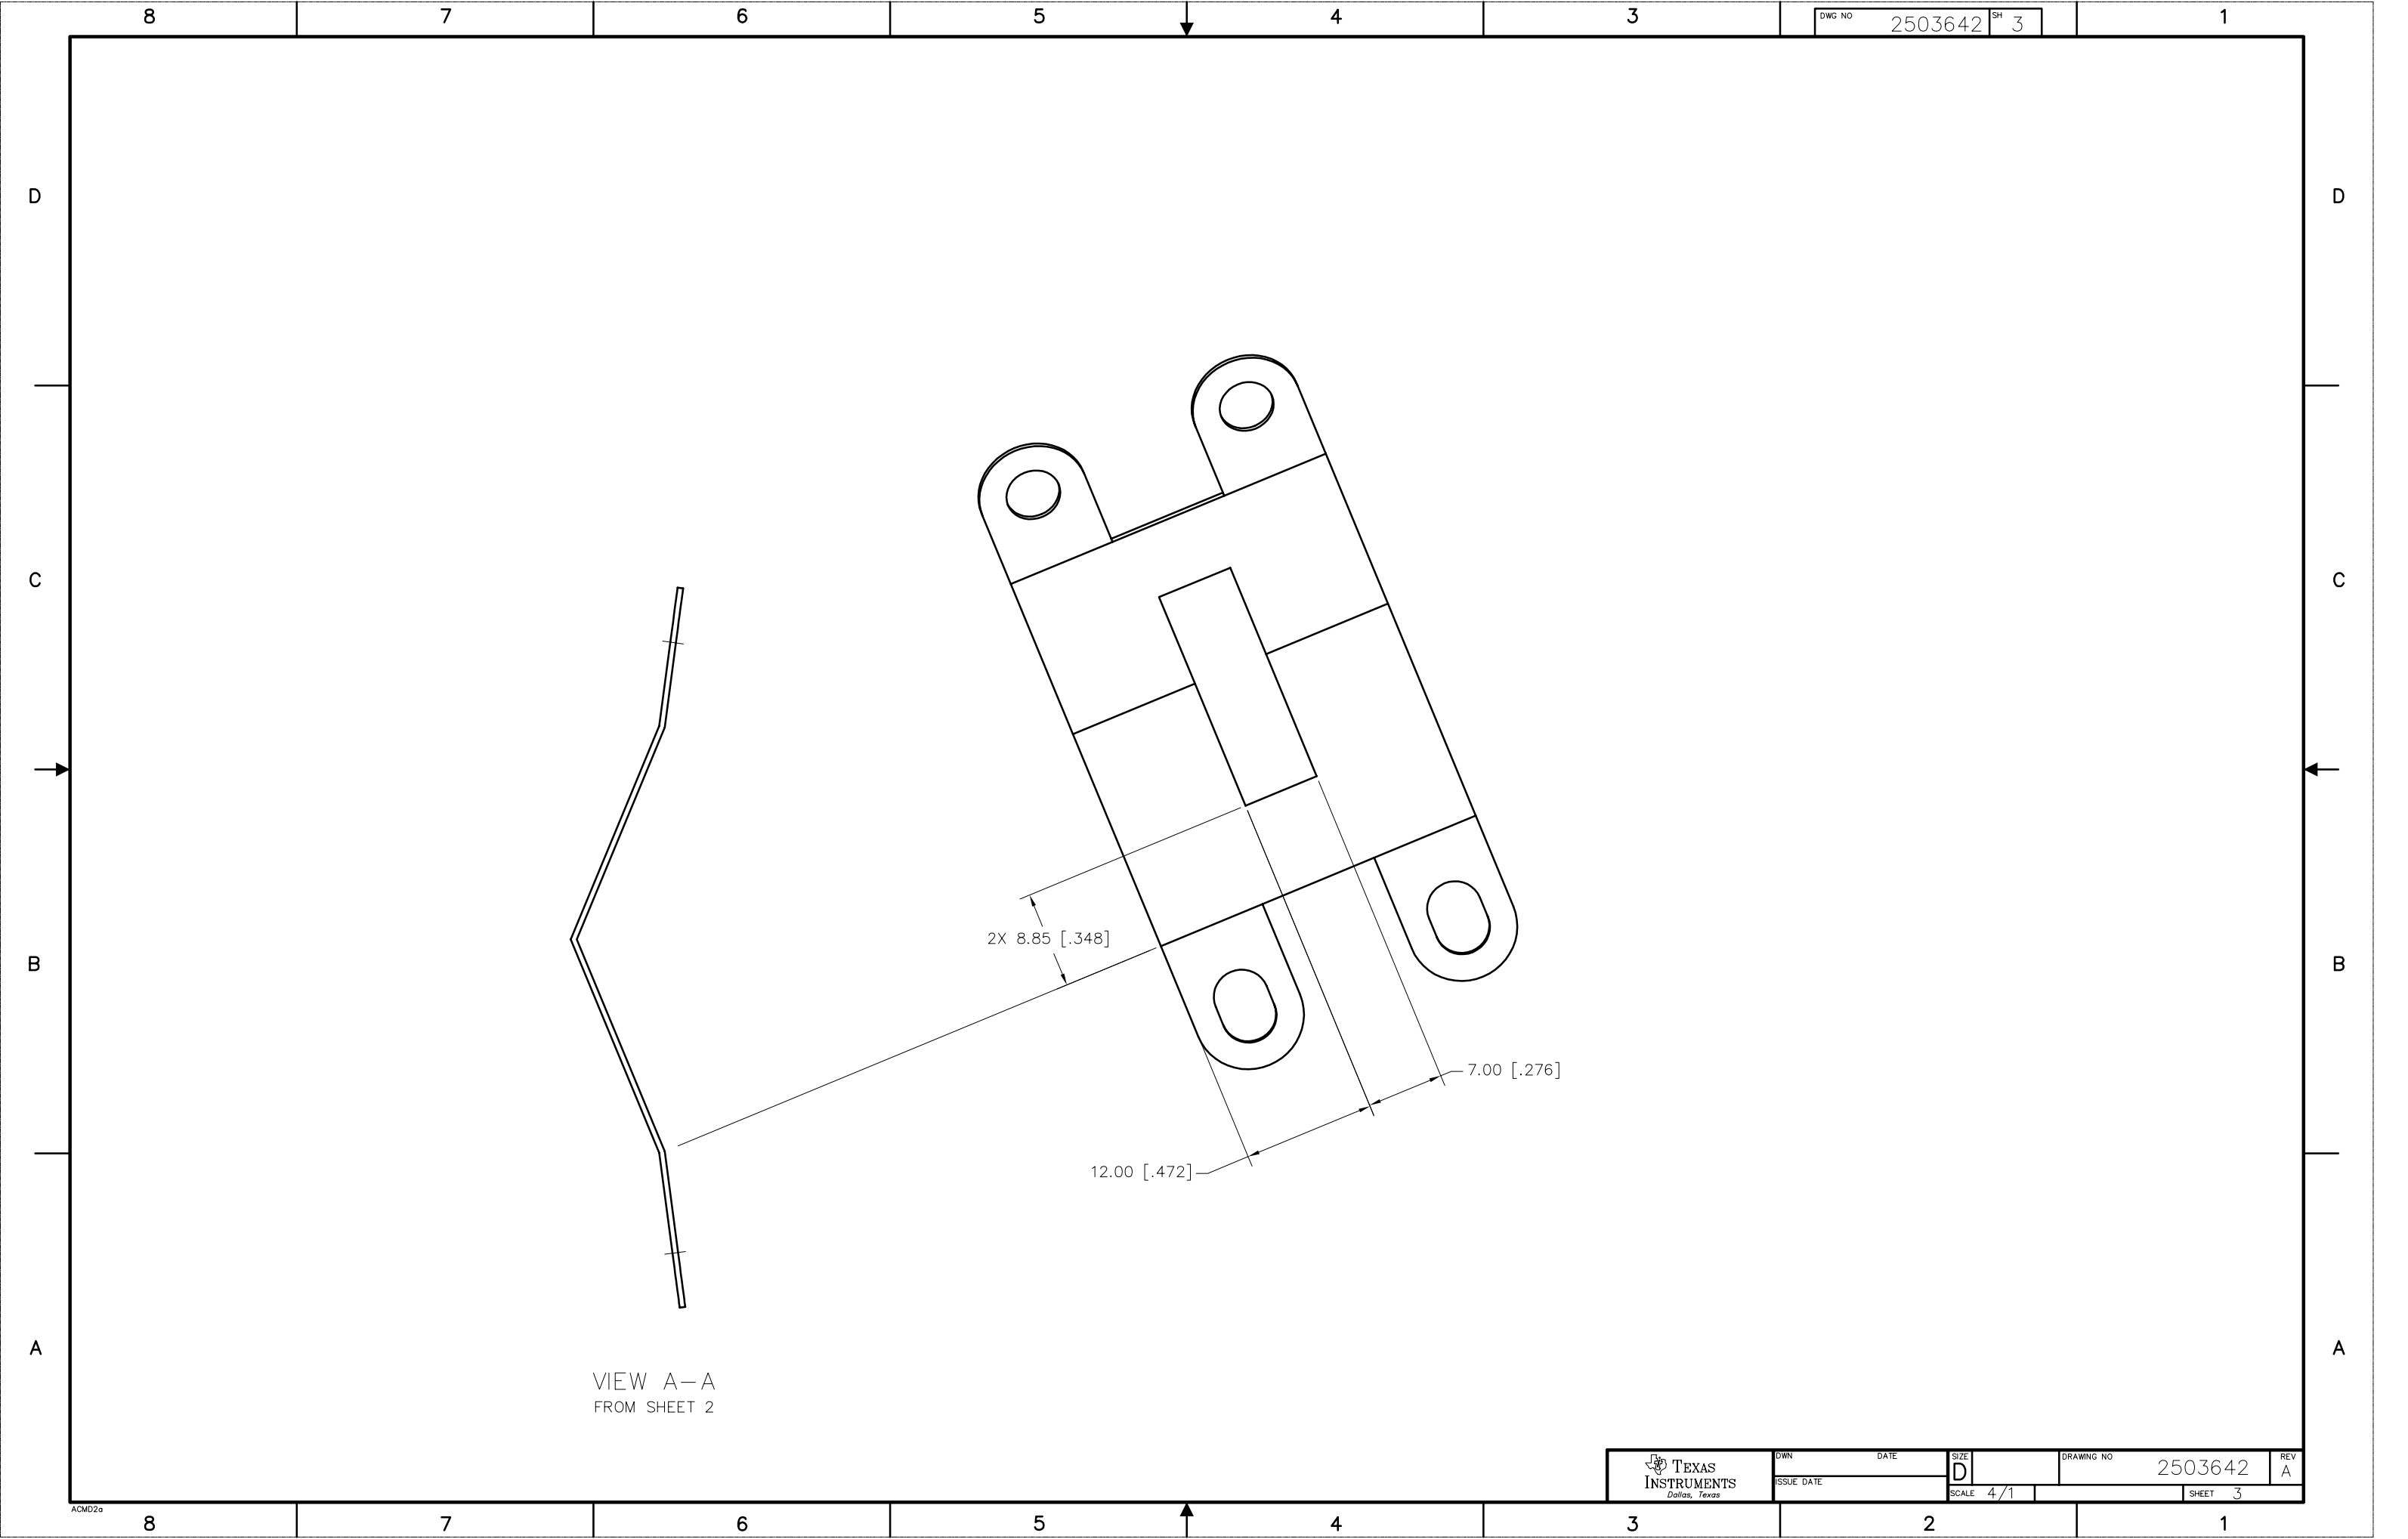 8 7 6 5 4 3 1
DWG NO 2503642 SH 3
D D
C C
2X 8.85 [.348]
B B
7.00 [.276]
12.00 [.472]
A A
VIEW A-A
FROM SHEET 2
TEXAS
INSTRUMENTS
Dallas, Texas
DWN DATE
ISSUE DATE
SIZE
D
DRAWING NO 2503642
REV
A
SCALE 4/1
SHEET 3
ACMD2a
8 7 6 5 4 3 2 1